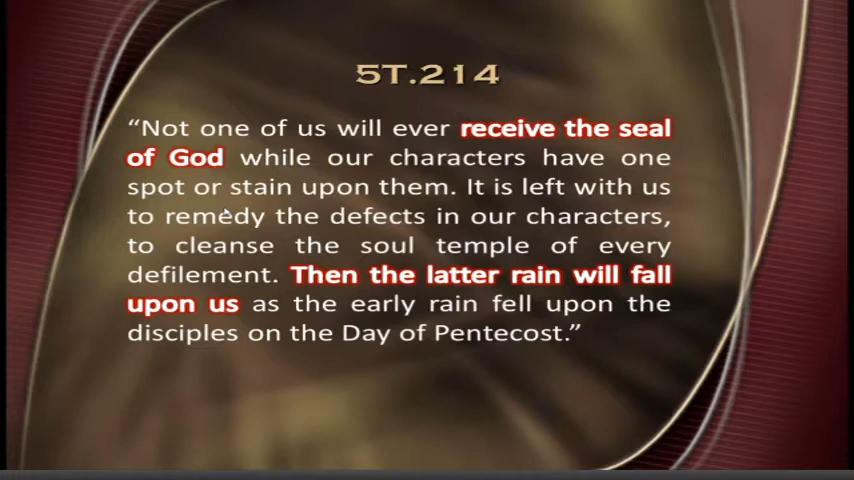 5T.214
“Not one of us will ever receive the seal
of God while our characters have one
spot or stain upon them. It is left with us
to remedy the defects in our characters,
to cleanse the soul temple of every
defilement. Then the latter rain will fall
upon us as the early rain fell upon the
disciples on the Day of Pentecost.”